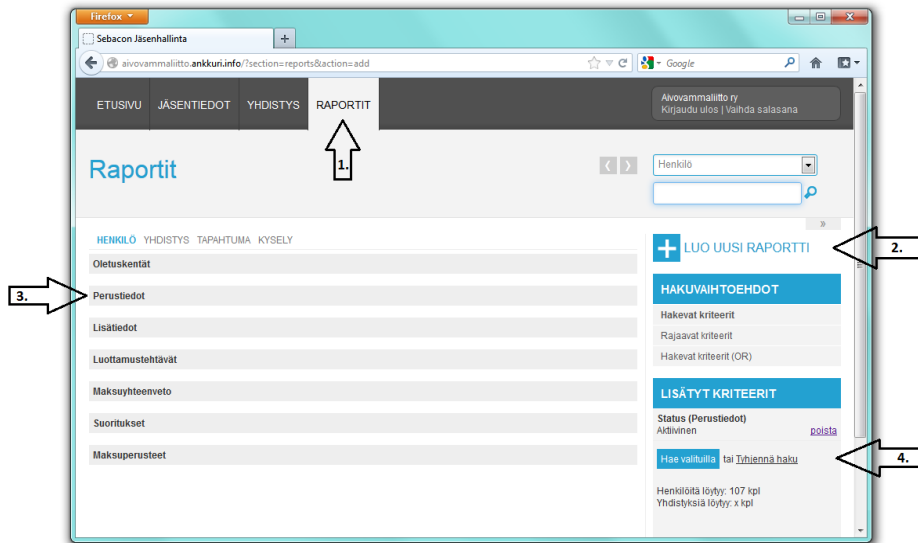 Firefox
Sebacon Jäsenhallinta
aivovammaliitto.ankkuri.info/?section=reports&action=add
Google
ETUSIVU JÄSENTIEDOT YHDISTYS RAPORTIT
Aivovammaliitto ry
Kirjaudu ulos | Vaihda salasana
1.
Raportit
Henkilö
HENKILÖ YHDISTYS TAPAHTUMA KYSELY
LUO UUSI RAPORTTI
2.
Oletuskentät
3.
Perustiedot
HAKUVAIHTOEHDOT
Hakevat kriteerit
Lisätiedot
Rajaavat kriteerit
Luottamustehtävät
Hakevat kriteerit (OR)
Maksuyhteenveto
LISÄTYT KRITEERIT
Suoritukset
Status (Perustiedot)
Aktiivinen poista
Maksuperusteet
Hae valituilla tai Tyhjennä haku
4.
Henkilöitä löytyy: 107 kpl
Yhdistyksiä löytyy: x kpl